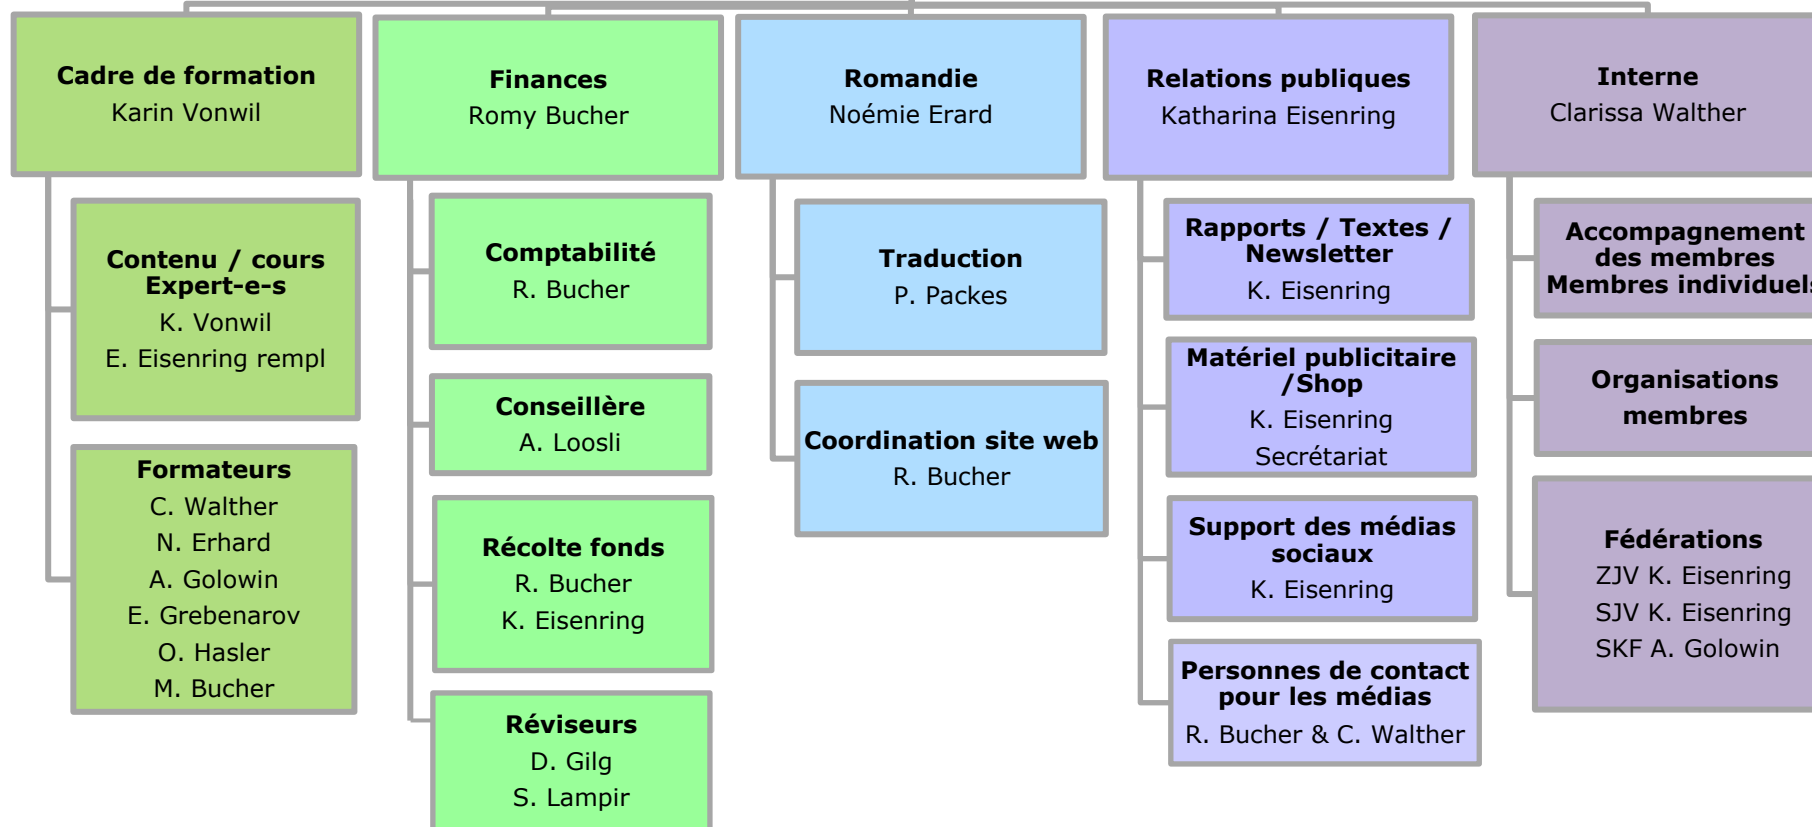 Cadre de formation
Karin Vonwil
Contenu / cours
Expert-e-s
K. Vonwil
E. Eisenring rempl
Formateurs
C. Walther
N. Erhard
A. Golowin
E. Grebenarov
O. Hasler
M. Bucher
Finances
Romy Bucher
Comptabilité
R. Bucher
Conseillère
A. Loosli
Récolte fonds
R. Bucher
K. Eisenring
Réviseurs
D. Gilg
S. Lampir
Romandie
Noémie Erard
Traduction
P. Packes
Coordination site web
R. Bucher
Relations publiques
Katharina Eisenring
Rapports / Textes /
Newsletter
K. Eisenring
Matériel publicitaire
/Shop
K. Eisenring
Secrétariat
Support des médias
sociaux
K. Eisenring
Personnes de contact
pour les médias
R. Bucher & C. Walther
Interne
Clarissa Walther
Accompagnement
des membres
Membres individuels
Organisations
membres
Fédérations
ZJV K. Eisenring
SJV K. Eisenring
SKF A. Golowin